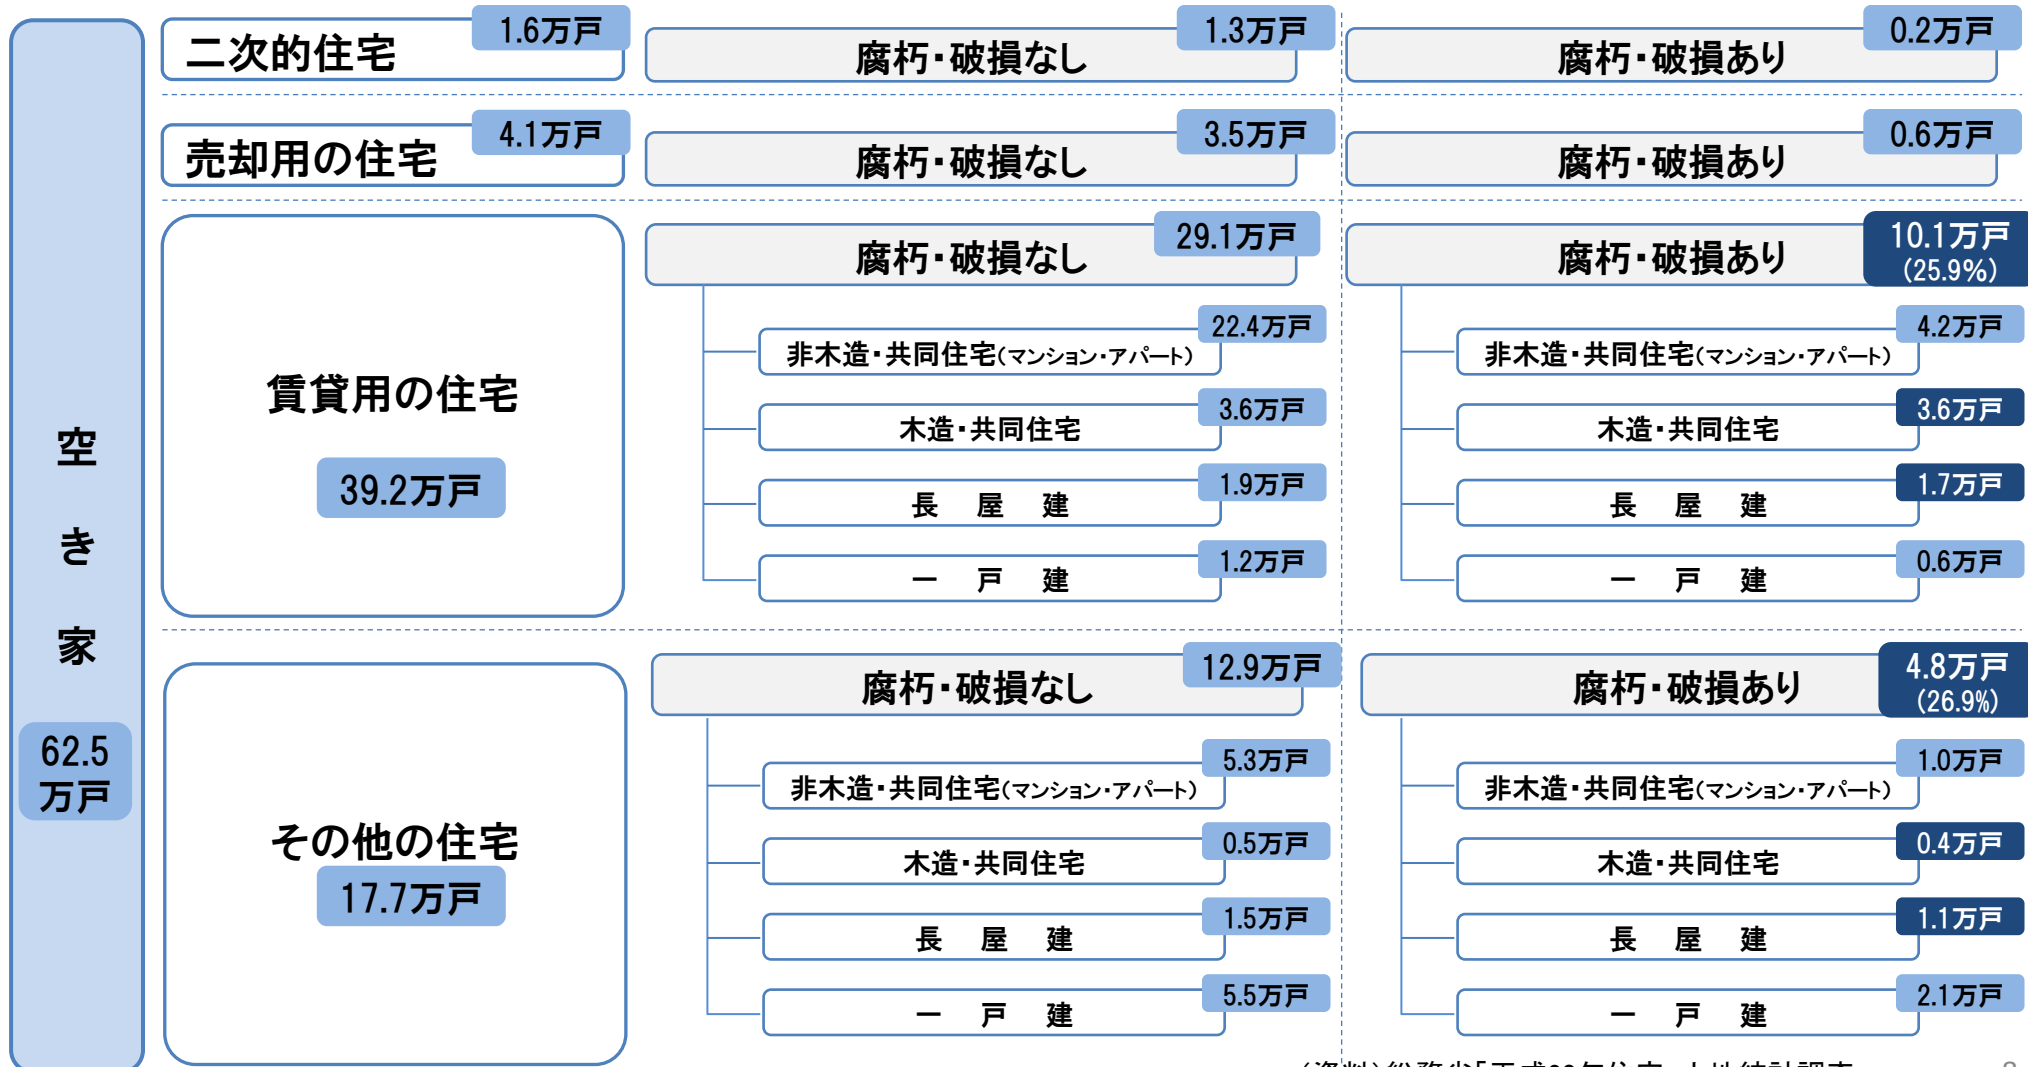 空き家
62.5
万戸
二次的住宅
1.6万戸
腐朽・破損なし
1.3万戸
腐朽・破損あり
0.2万戸
売却用の住宅
4.1万戸
腐朽・破損なし
3.5万戸
腐朽・破損あり
0.6万戸
賃貸用の住宅
39.2万戸
腐朽・破損なし
29.1万戸
非木造・共同住宅(マンション・アパート)
22.4万戸
木造・共同住宅
3.6万戸
長屋建
1.9万戸
一戸建
1.2万戸
腐朽・破損あり
10.1万戸
(25.9%)
非木造・共同住宅(マンション・アパート)
4.2万戸
木造・共同住宅
3.6万戸
長屋建
1.7万戸
一戸建
0.6万戸
その他の住宅
17.7万戸
腐朽・破損なし
12.9万戸
非木造・共同住宅(マンション・アパート)
5.3万戸
木造・共同住宅
0.5万戸
長屋建
1.5万戸
一戸建
5.5万戸
腐朽・破損あり
4.8万戸
(26.9%)
非木造・共同住宅(マンション・アパート)
1.0万戸
木造・共同住宅
0.4万戸
長屋建
1.1万戸
一戸建
2.1万戸